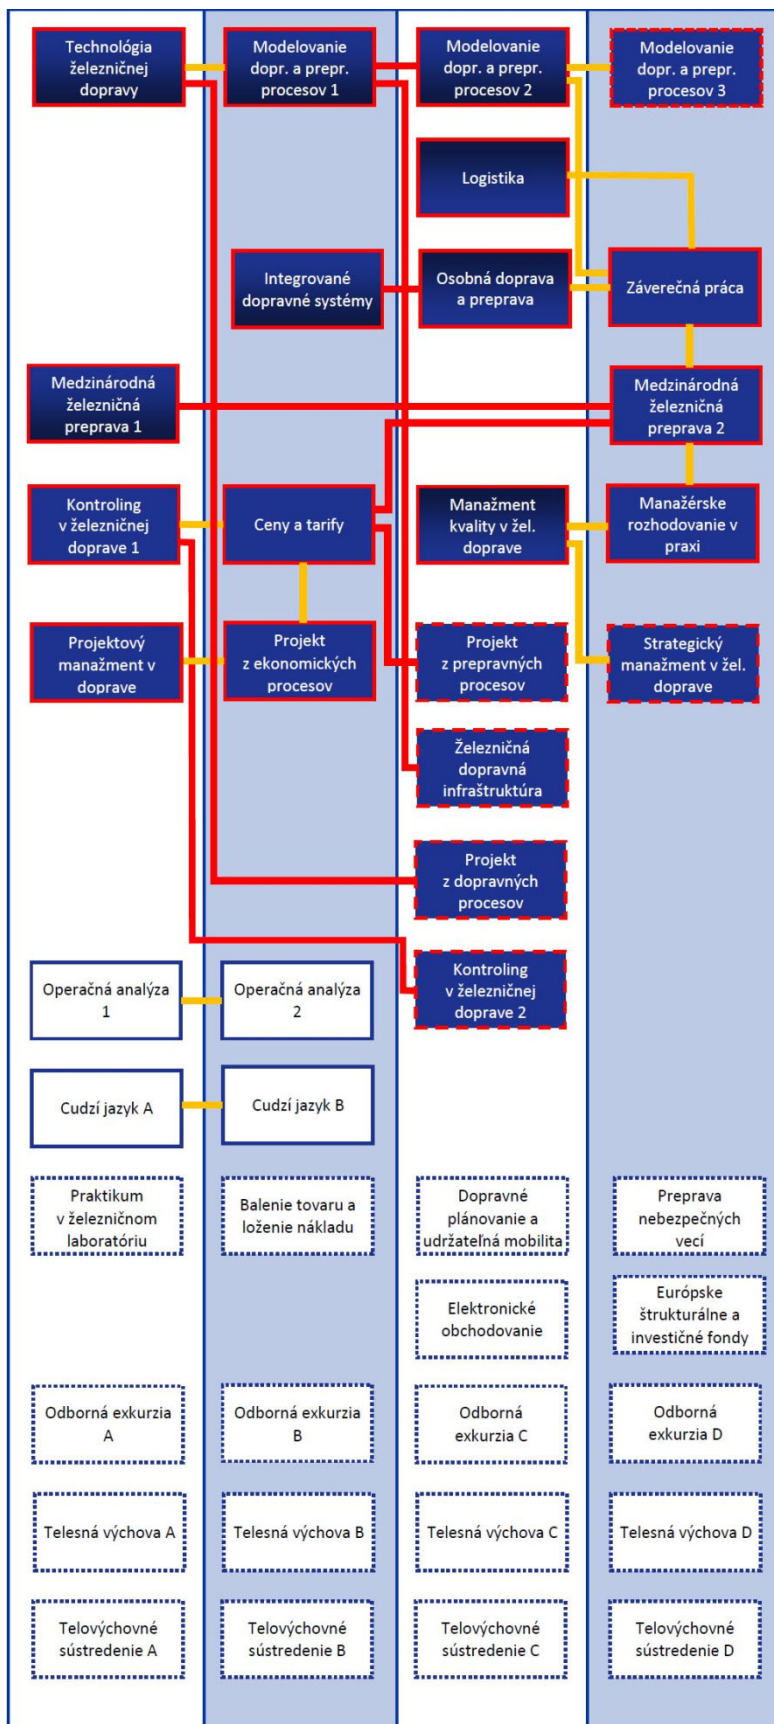 Technológia
železničnej
dopravy
Modelovanie
dopr. a prepr.
procesov 1
Modelovanie
dopr. a prepr.
procesov 2
Modelovanie
dopr. a prepr.
procesov 3
Logistika
Integrované
dopravné systémy
Osobná doprava
a preprava
Záverečná práca
Medzinárodná
železničná
preprava 1
Medzinárodná
železničná
preprava 2
Kontroling
v železničnej
doprave 1
Ceny a tarify
Manažment
kvality v žel.
doprave
Manažérske
rozhodovanie v
praxi
Projektový
manažment v
doprave
Projekt
z ekonomických
procesov
Projekt
z prepravných
procesov
Strategický
manažment v žel.
doprave
Železničná
dopravná
infraštruktúra
Projekt
z dopravných
procesov
Operačná analýza
1
Operačná analýza
2
Kontroling
v železničnej
doprave 2
Cudzí jazyk A
Cudzí jazyk B
Praktikum
v železničnom
laboratóriu
Balenie tovaru a
loženie nákladu
Dopravné
plánovanie a
udržateľná mobilita
Preprava
nebezpečných
vecí
Elektronické
obchodovanie
Európske
štrukturálne a
investičné fondy
Odborná exkurzia
A
Odborná exkurzia
B
Odborná
exkurzia C
Odborná
exkurzia D
Telesná výchova A
Telesná výchova B
Telesná výchova C
Telesná výchova D
Telovýchovné
sústredenie A
Telovýchovné
sústredenie B
Telovýchovné
sústredenie C
Telovýchovné
sústredenie D